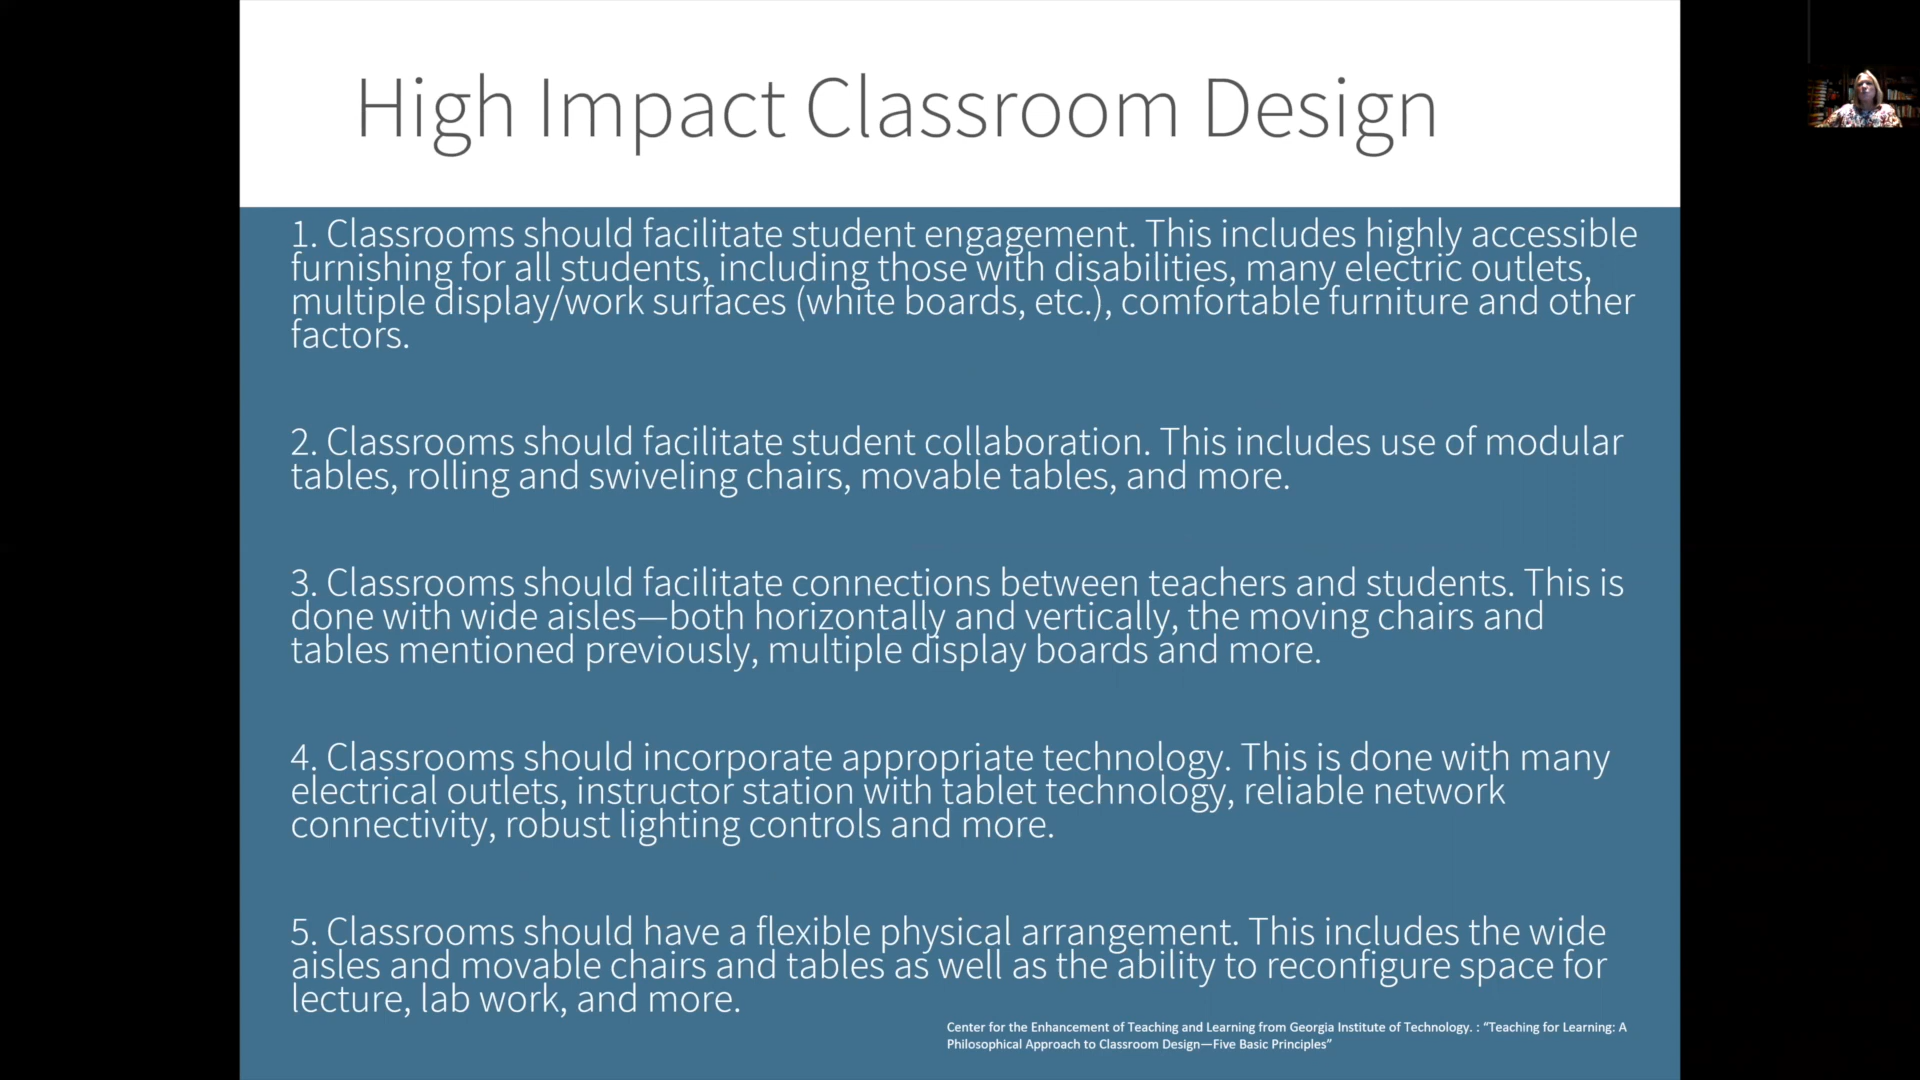 High Impact Classroom Design
1. Classrooms should facilitate student engagement. This includes highly accessible
furnishing for all students, including those with disabilities, many electric outlets,
multiple display/work surfaces (white boards, etc.), comfortable furniture and other
factors.
2. Classrooms should facilitate student collaboration. This includes use of modular
tables, rolling and swiveling chairs, movable tables, and more.
3. Classrooms should facilitate connections between teachers and students. This is
done with wide aisles—both horizontally and vertically, the moving chairs and
tables mentioned previously, multiple display boards and more.
4. Classrooms should incorporate appropriate technology. This is done with many
electrical outlets, instructor station with tablet technology, reliable network
connectivity, robust lighting controls and more.
5. Classrooms should have a flexible physical arrangement. This includes the wide
aisles and movable chairs and tables as well as the ability to reconfigure space for
lecture, lab work, and more.
Center for the Enhancement of Teaching and Learning from Georgia Institute of Technology. : “Teaching for Learning: A
Philosophical Approach to Classroom Design—Five Basic Principles”